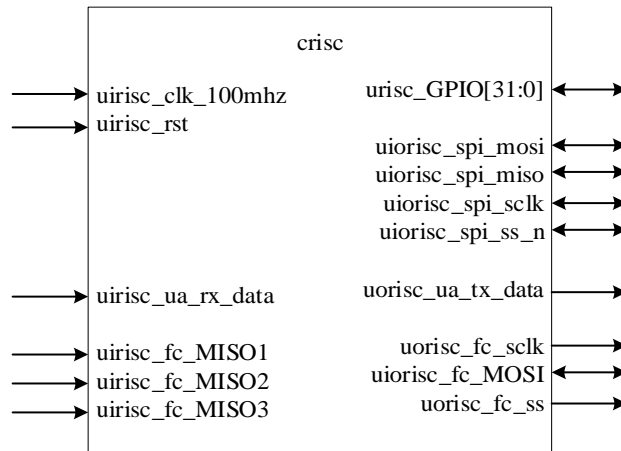 crisc
uirisc_clk_100mhz
uirisc_rst
uirisc_ua_rx_data
uirisc_fc_MISO1
uirisc_fc_MISO2
uirisc_fc_MISO3
urisc_GPIO[31:0]
uiorisc_spi_mosi
uiorisc_spi_miso
uiorisc_spi_sclk
uiorisc_spi_ss_n
uorisc_ua_tx_data
uorisc_fc_sclk
uiorisc_fc_MOSI
uorisc_fc_ss